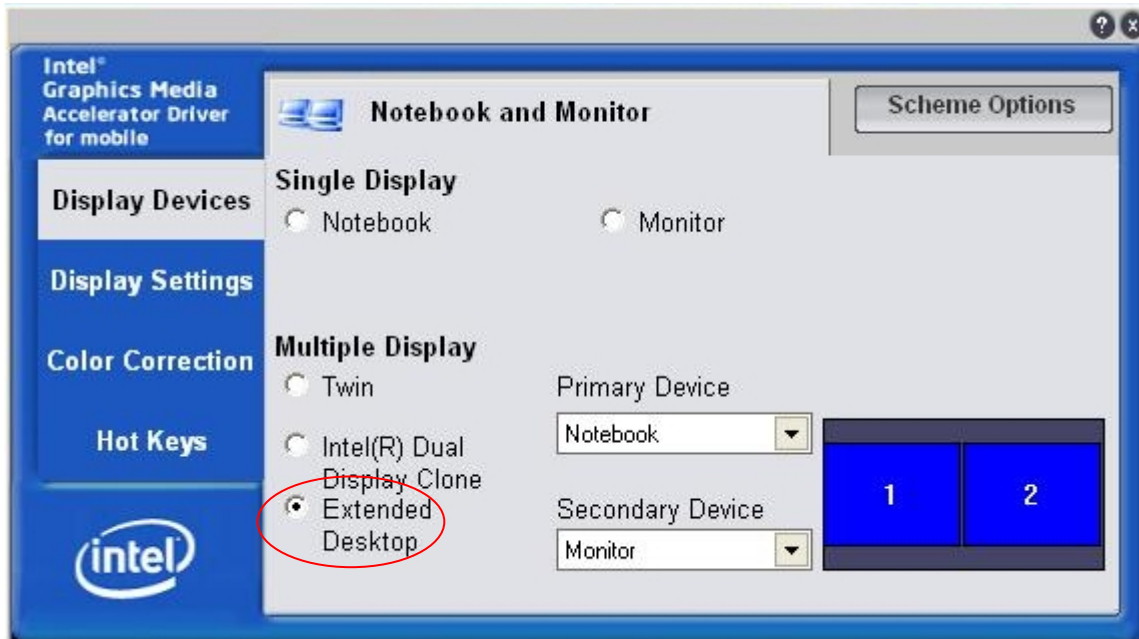 Intel®
Graphics Media
Accelerator Driver
for mobile
Notebook and Monitor
Scheme Options
Display Devices
Display Settings
Color Correction
Hot Keys
intel
Single Display
Notebook
Monitor
Multiple Display
Twin
Intel(R) Dual
Display Clone
Extended
Desktop
Primary Device
Notebook
Secondary Device
Monitor
1
2